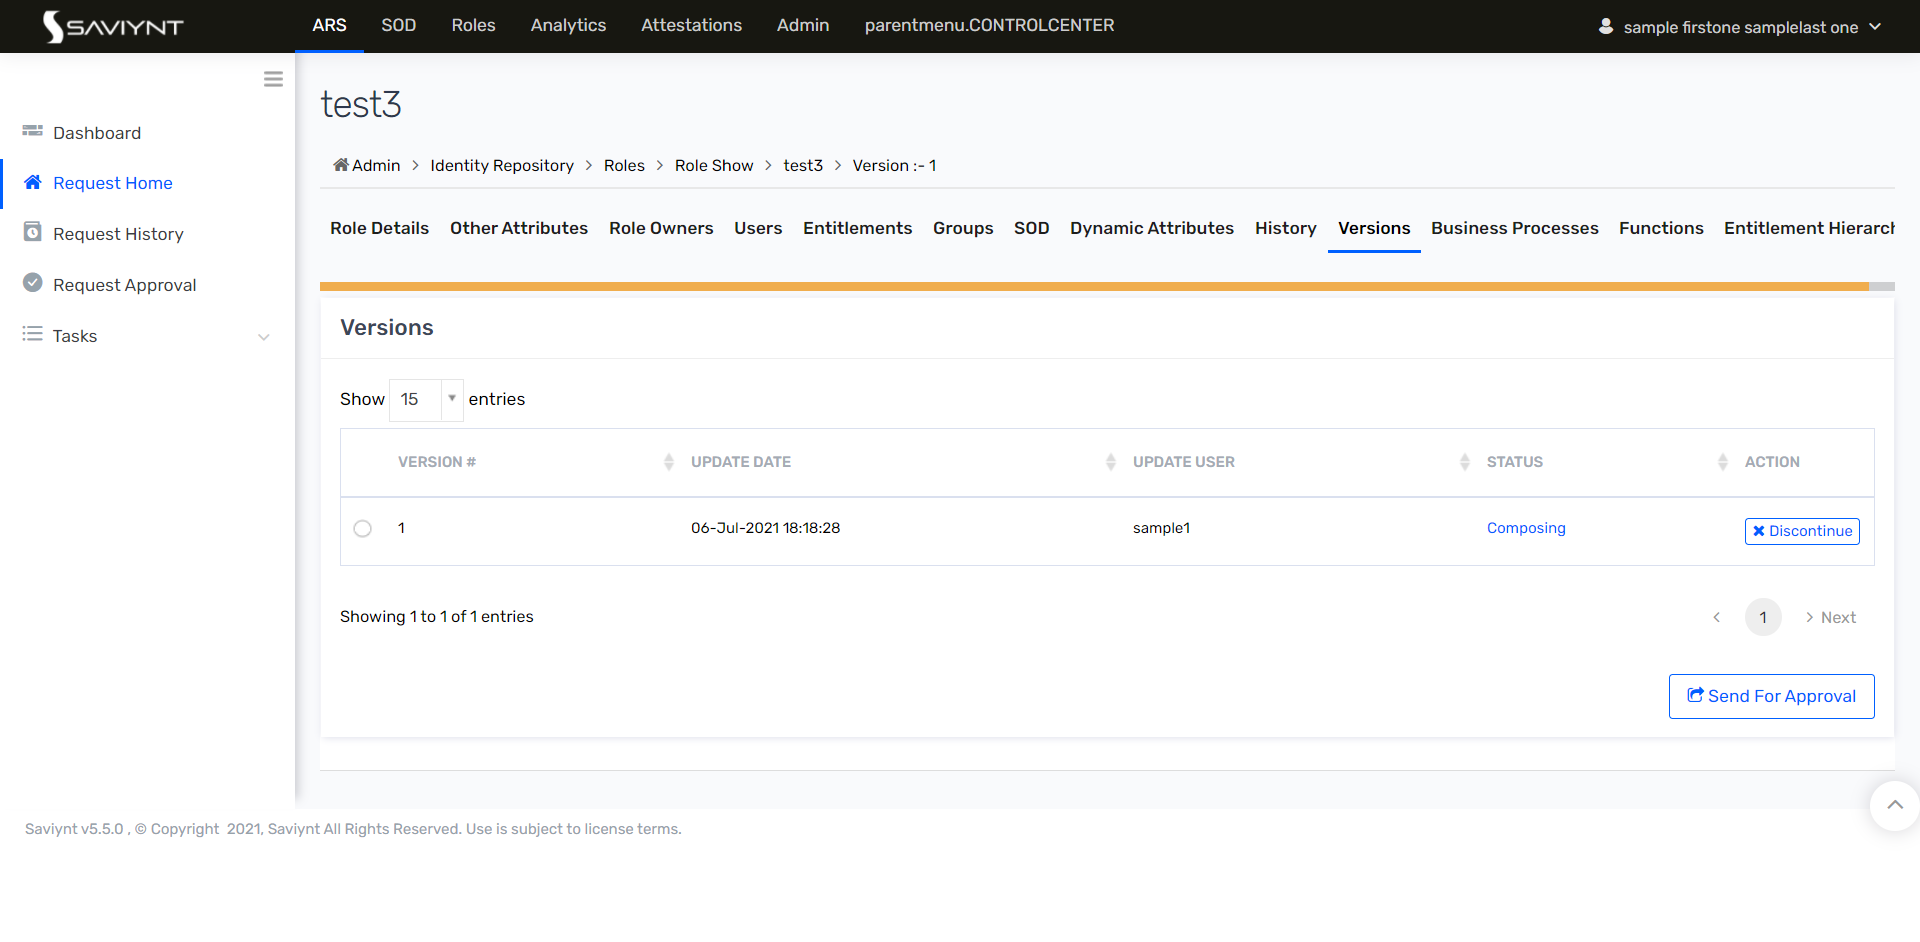 SAVIYNT
ARS SOD Roles Analytics Attestations Admin parentmenu.CONTROLCENTER sample firstone samplelast one
Dashboard
Request Home
Request History
Request Approval
Tasks
test3
Admin > Identity Repository > Roles > Role Show > test3 > Version :- 1
Role Details Other Attributes Role Owners Users Entitlements Groups SOD Dynamic Attributes History Versions Business Processes Functions Entitlement Hierarch
Versions
Show 15 entries
VERSION # UPDATE DATE UPDATE USER STATUS ACTION
1 06-Jul-2021 18:18:28 sample1 Composing Discontinue
Showing 1 to 1 of 1 entries
1 Next
Send For Approval
Saviynt v5.5.0 , © Copyright 2021, Saviynt All Rights Reserved. Use is subject to license terms.